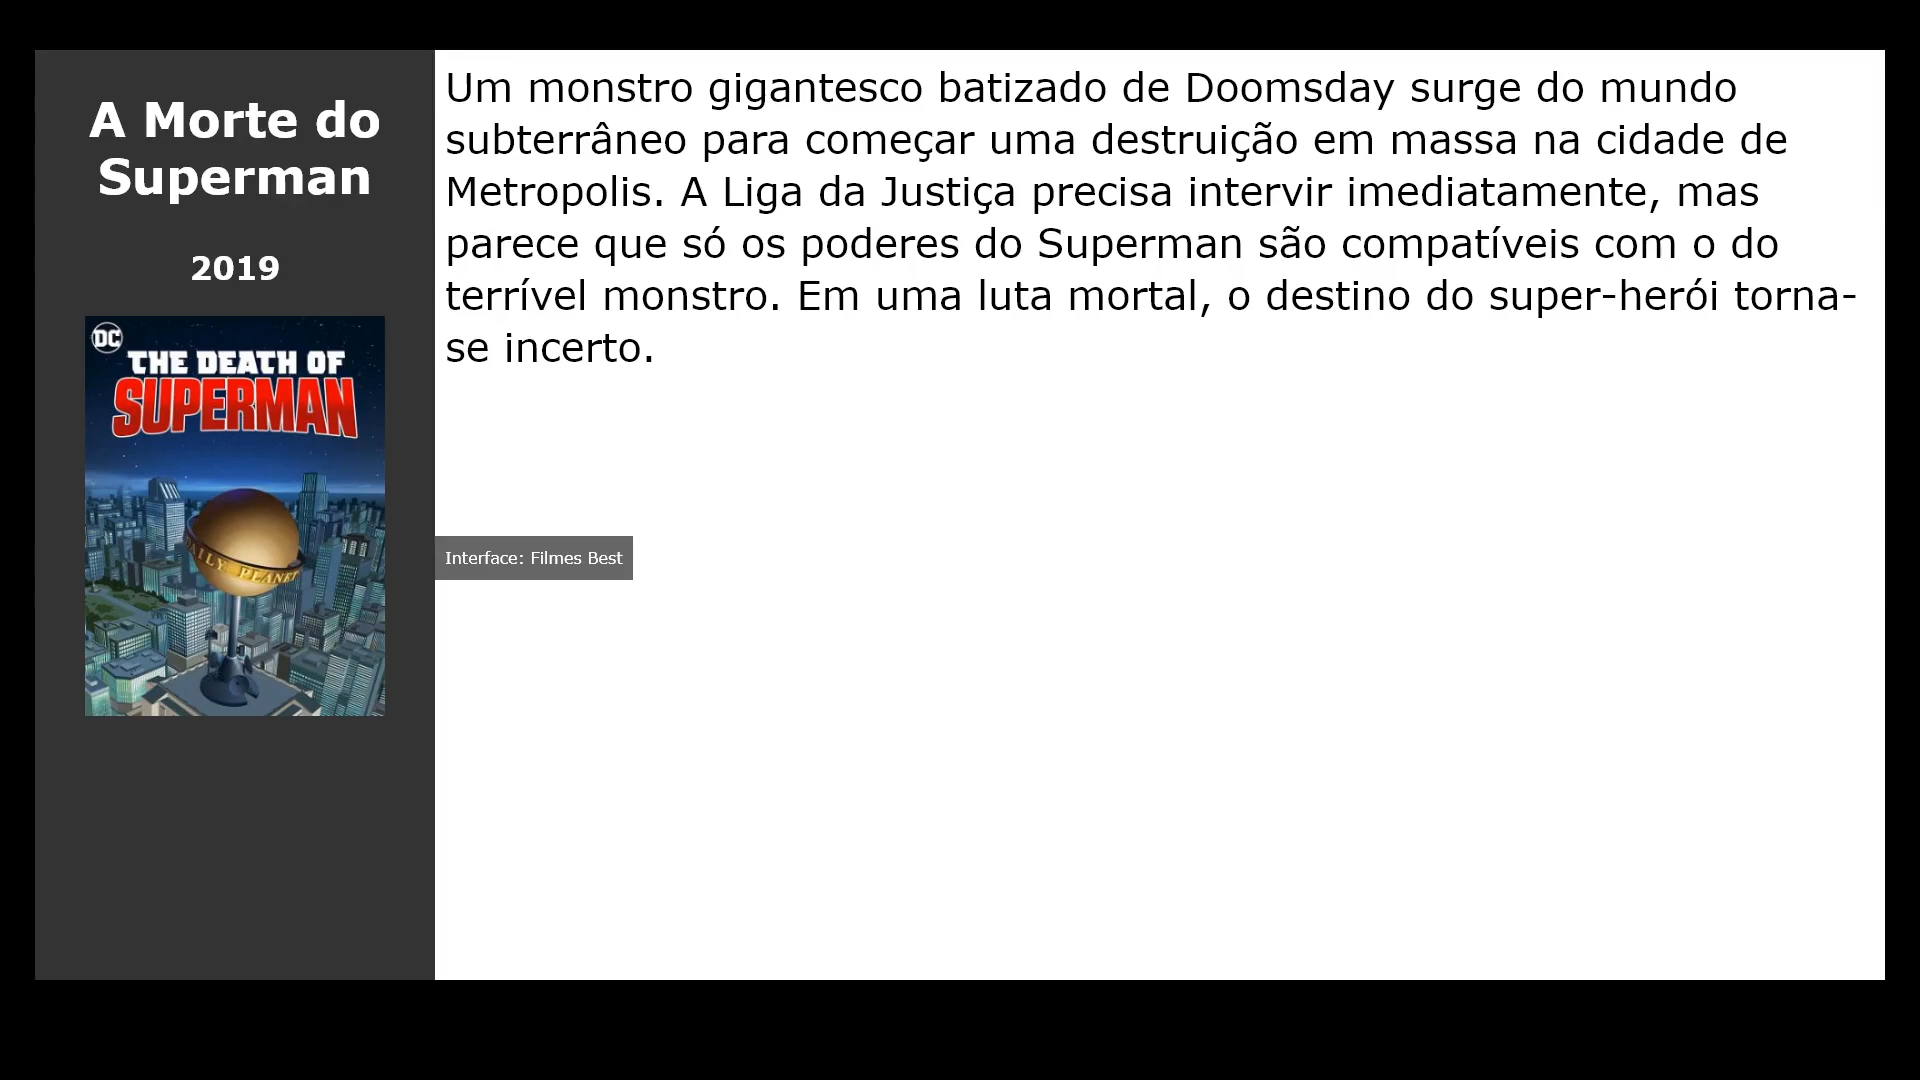 A Morte do
Superman
2019
DC
THE DEATH OF
SUPERMAN
DAILY PLANET
Um monstro gigantesco batizado de Doomsday surge do mundo
subterrâneo para começar uma destruição em massa na cidade de
Metropolis. A Liga da Justiça precisa intervir imediatamente, mas
parece que só os poderes do Superman são compatíveis com o do
terrível monstro. Em uma luta mortal, o destino do super-herói torna-
se incerto.
Interface: Filmes Best